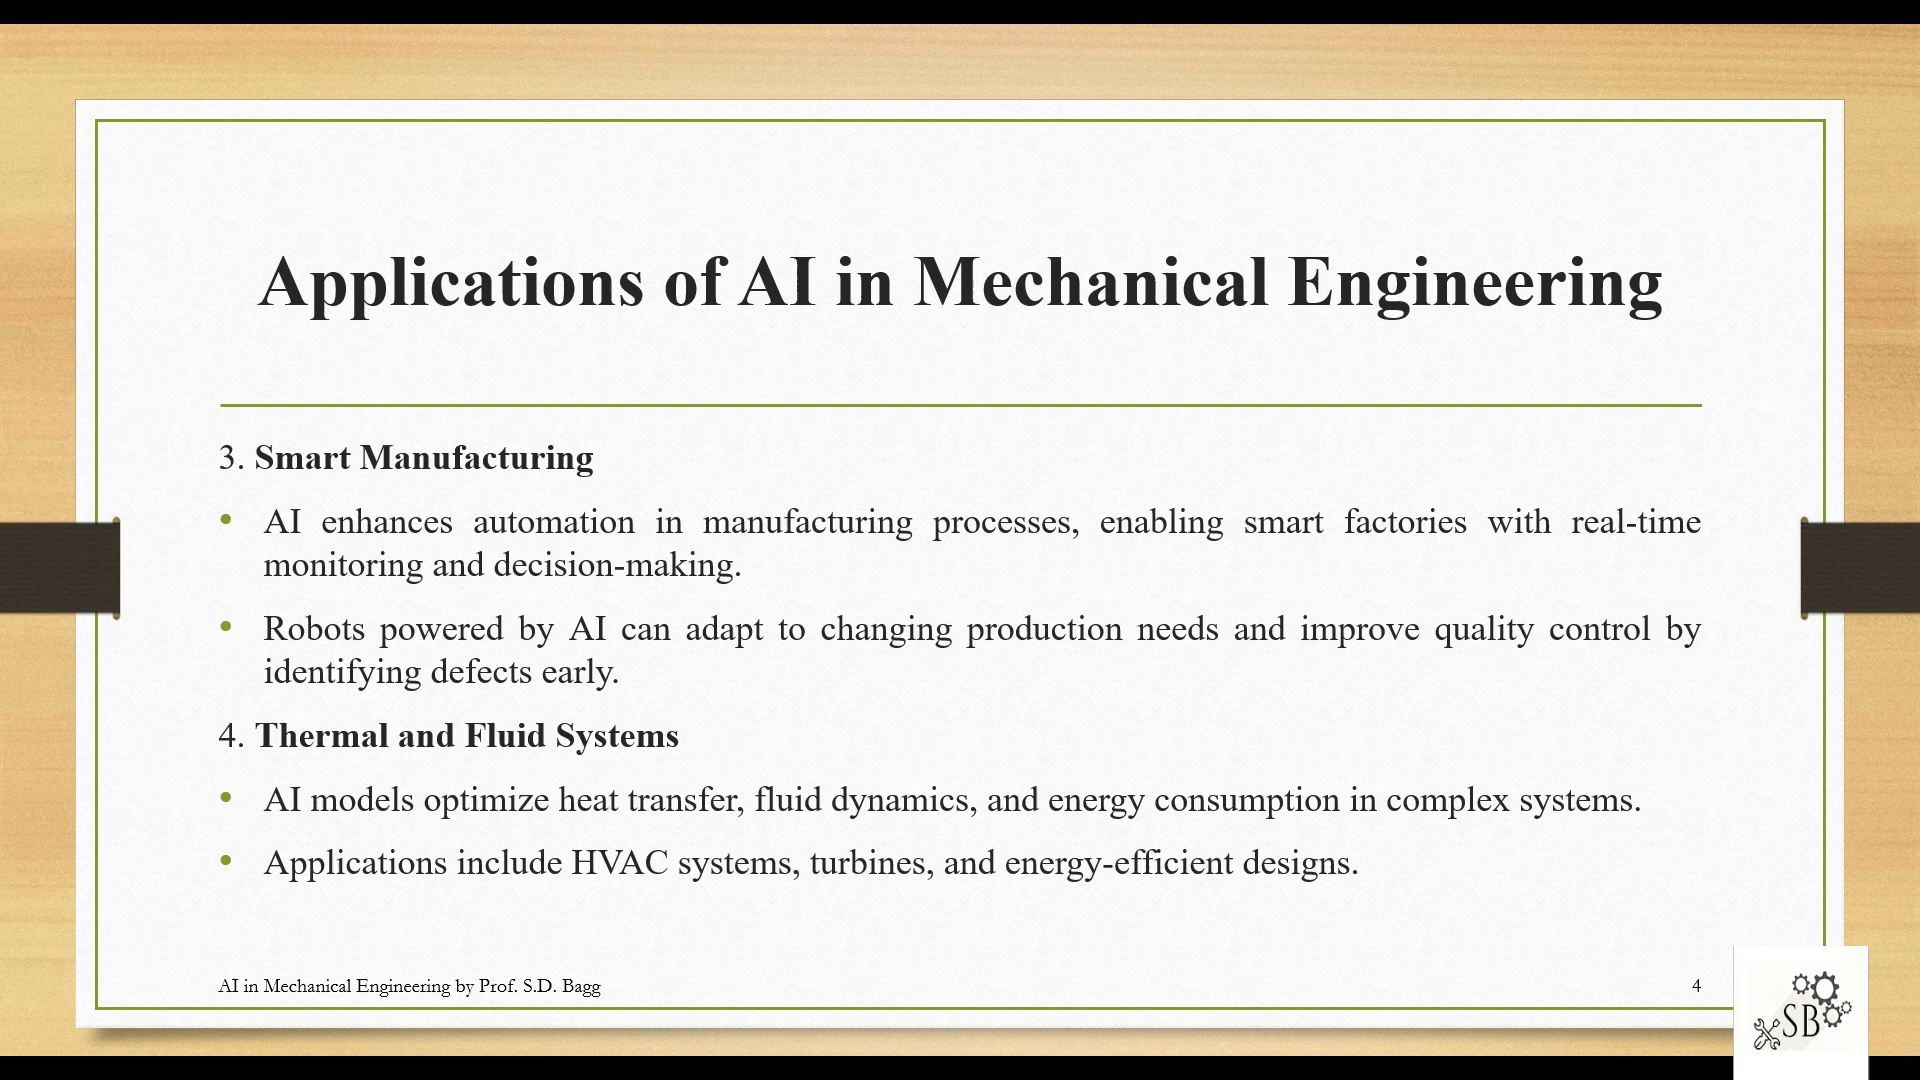 Applications of AI in Mechanical Engineering
3. Smart Manufacturing
• AI enhances automation in manufacturing processes, enabling smart factories with real-time
monitoring and decision-making.
• Robots powered by AI can adapt to changing production needs and improve quality control by
identifying defects early.
4. Thermal and Fluid Systems
• AI models optimize heat transfer, fluid dynamics, and energy consumption in complex systems.
• Applications include HVAC systems, turbines, and energy-efficient designs.
AI in Mechanical Engineering by Prof. S.D. Bagg
4
SB